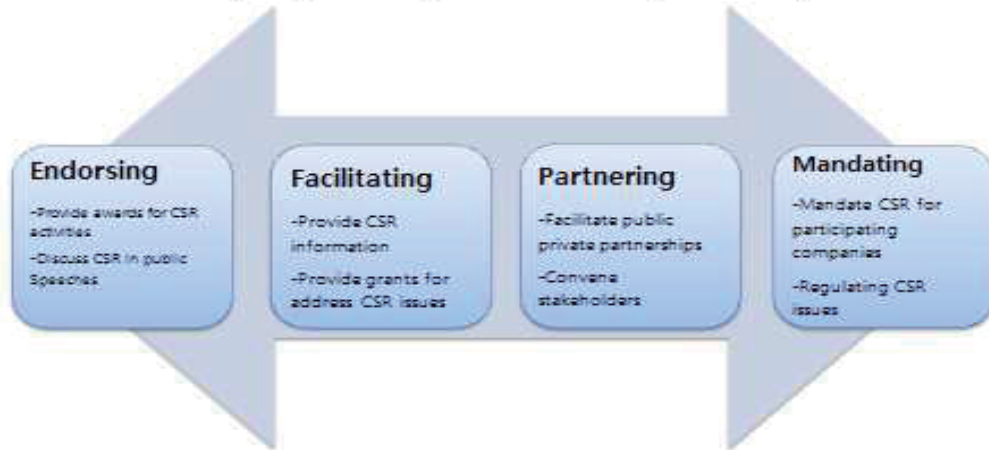 Endorsing
-Provide awards for CSR
activities
-Discuss CSR in public
Speeches
Facilitating
-Provide CSR
information
-Provide grants for
address CSR issues
Partnering
-Facilitate public
private partnerships
-Convene
stakeholders
Mandating
-Mandate CSR for
participating
companies
-Regulating CSR
issues